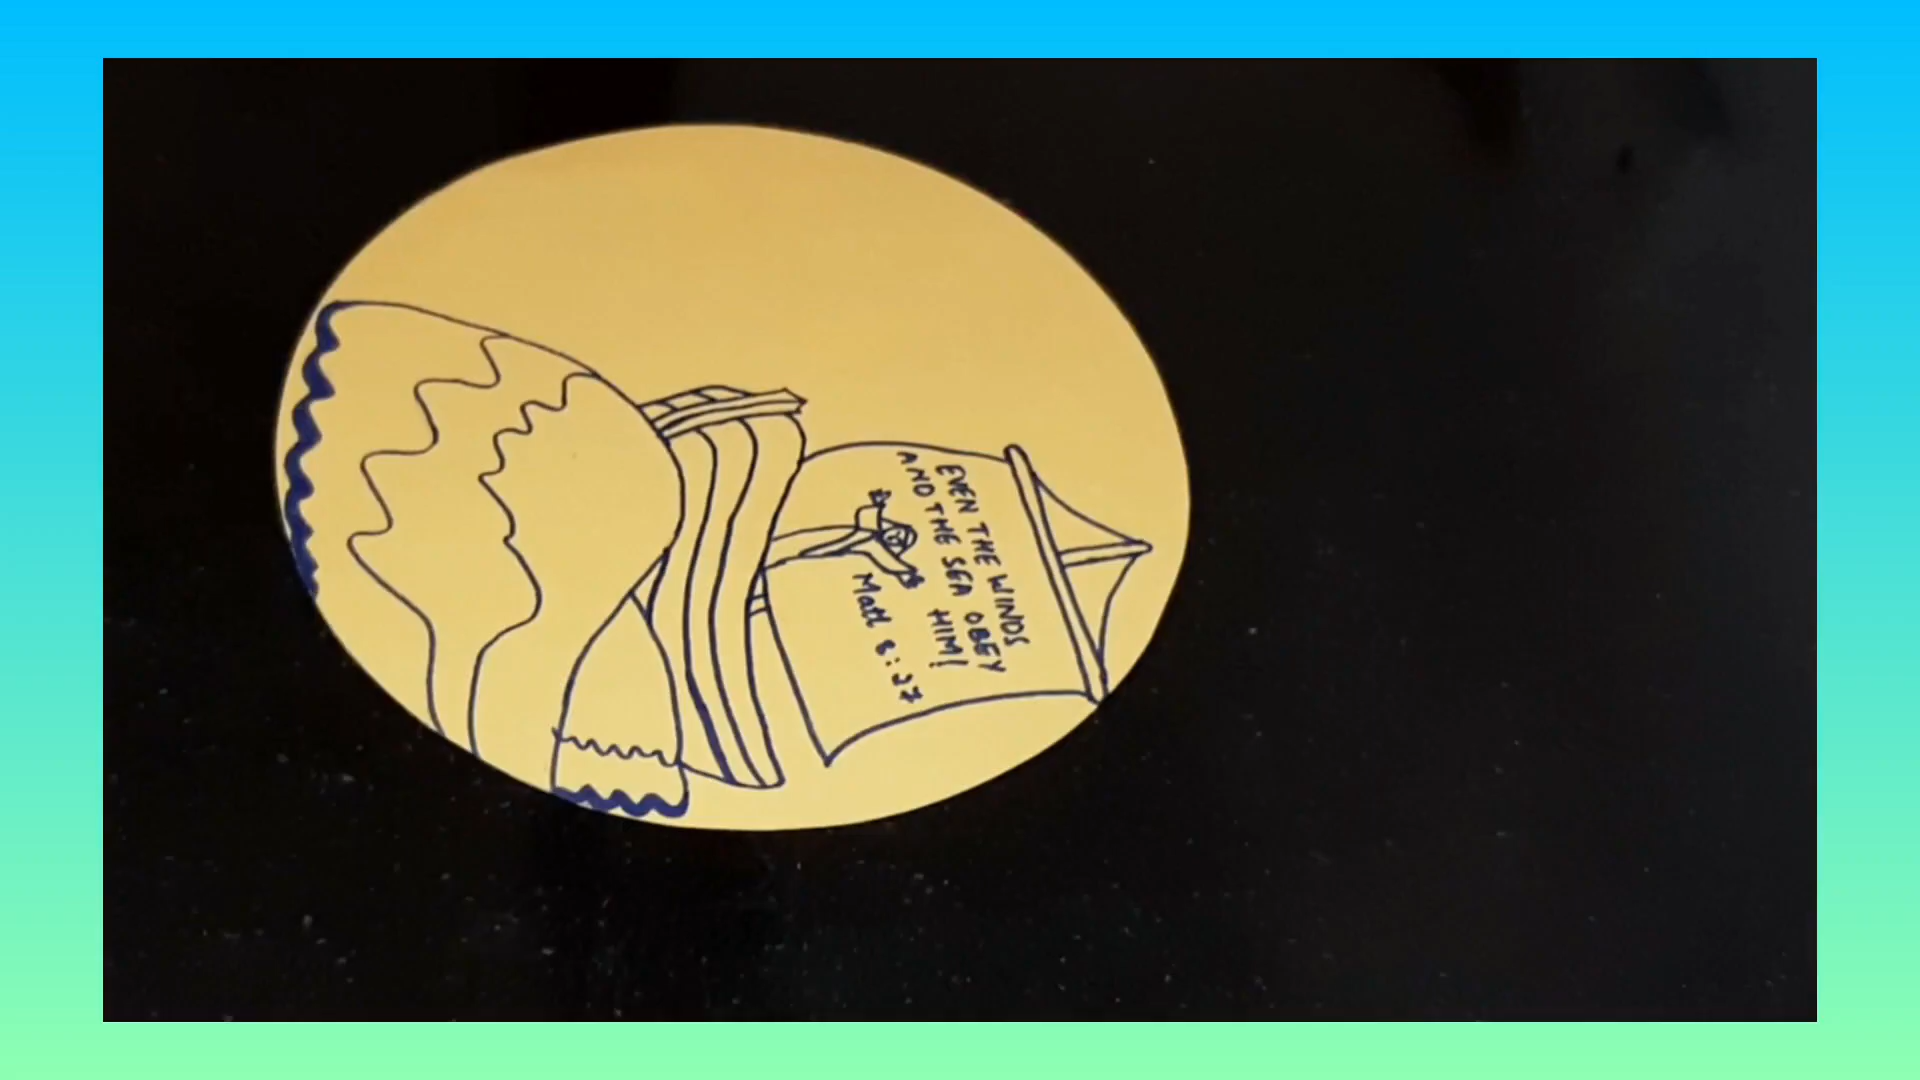 EVEN THE WINDS
AND THE SEA OBEY
HIM!
Matt 8:27